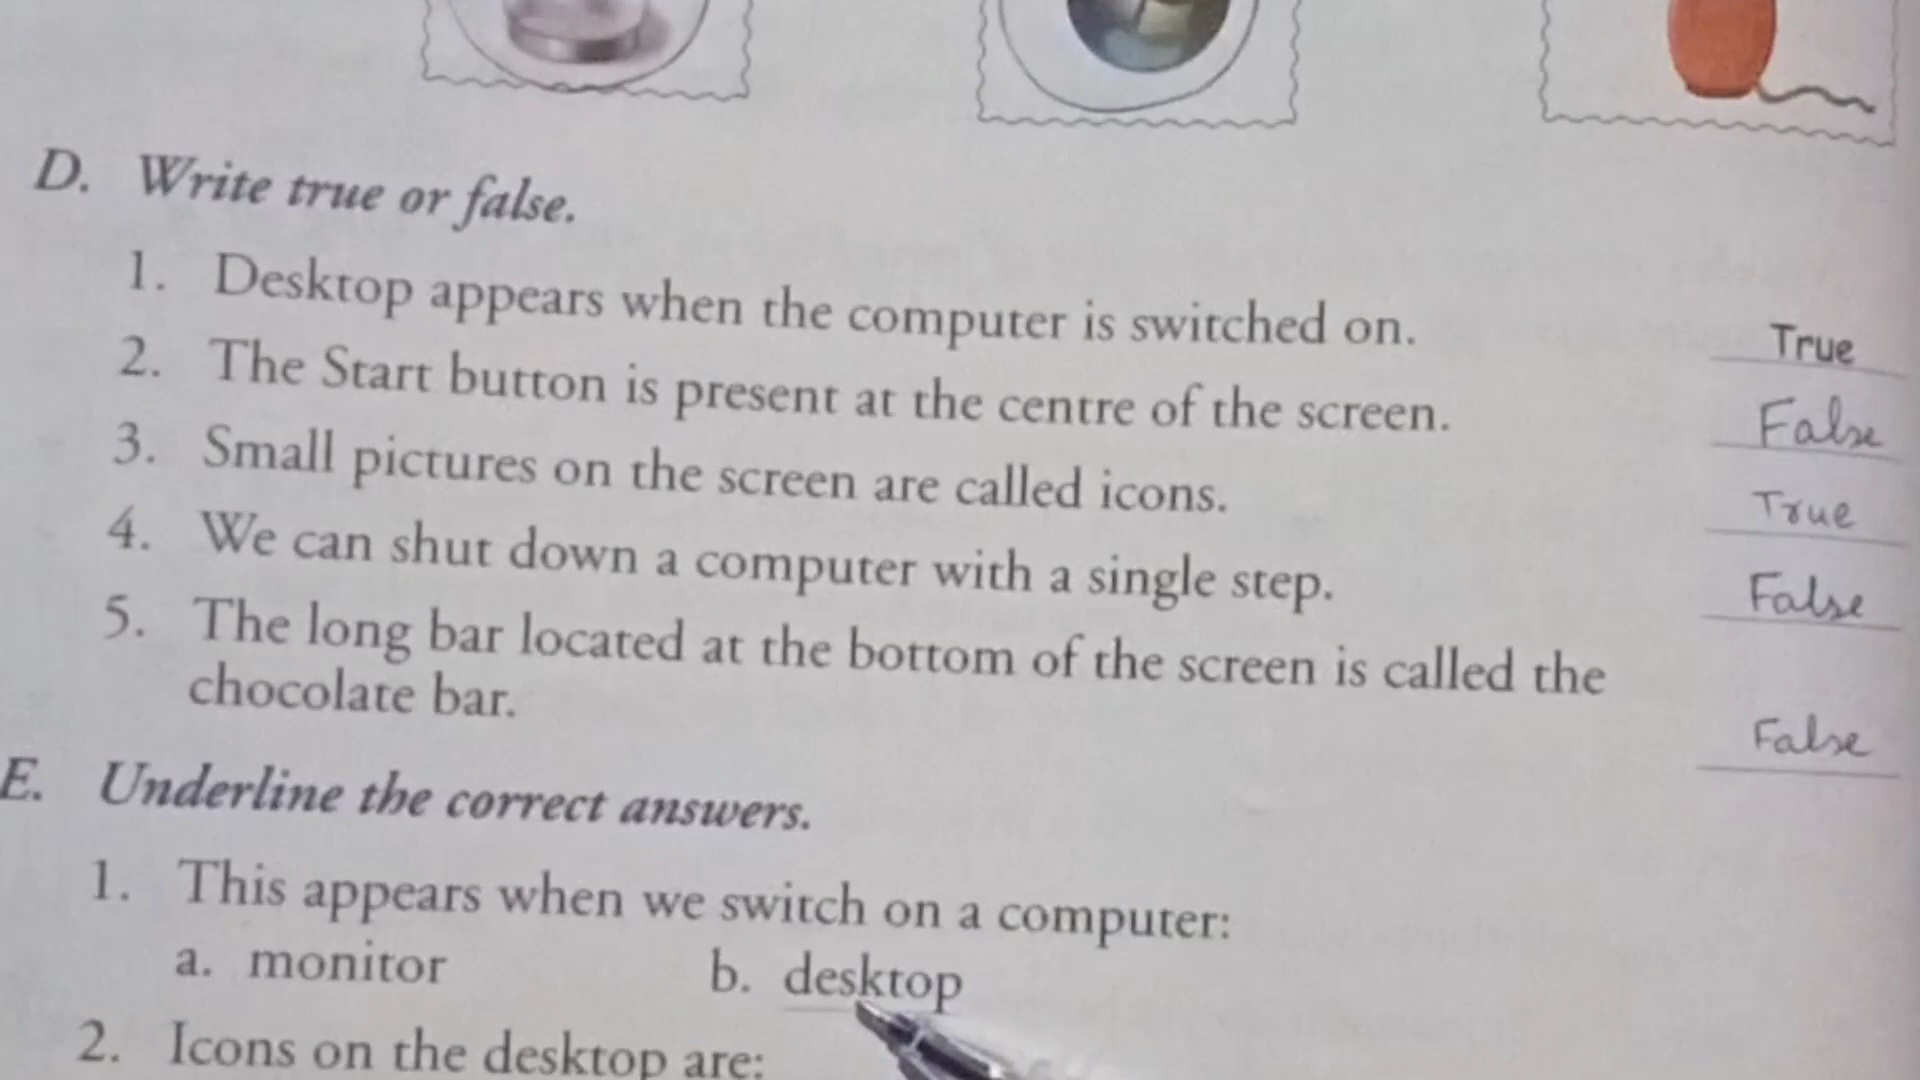 D. Write true or false.
1. Desktop appears when the computer is switched on. True
2. The Start button is present at the centre of the screen. False
3. Small pictures on the screen are called icons. True
4. We can shut down a computer with a single step. False
5. The long bar located at the bottom of the screen is called the
chocolate bar. False
E. Underline the correct answers.
1. This appears when we switch on a computer:
a. monitor b. desktop
2. Icons on the desktop are: